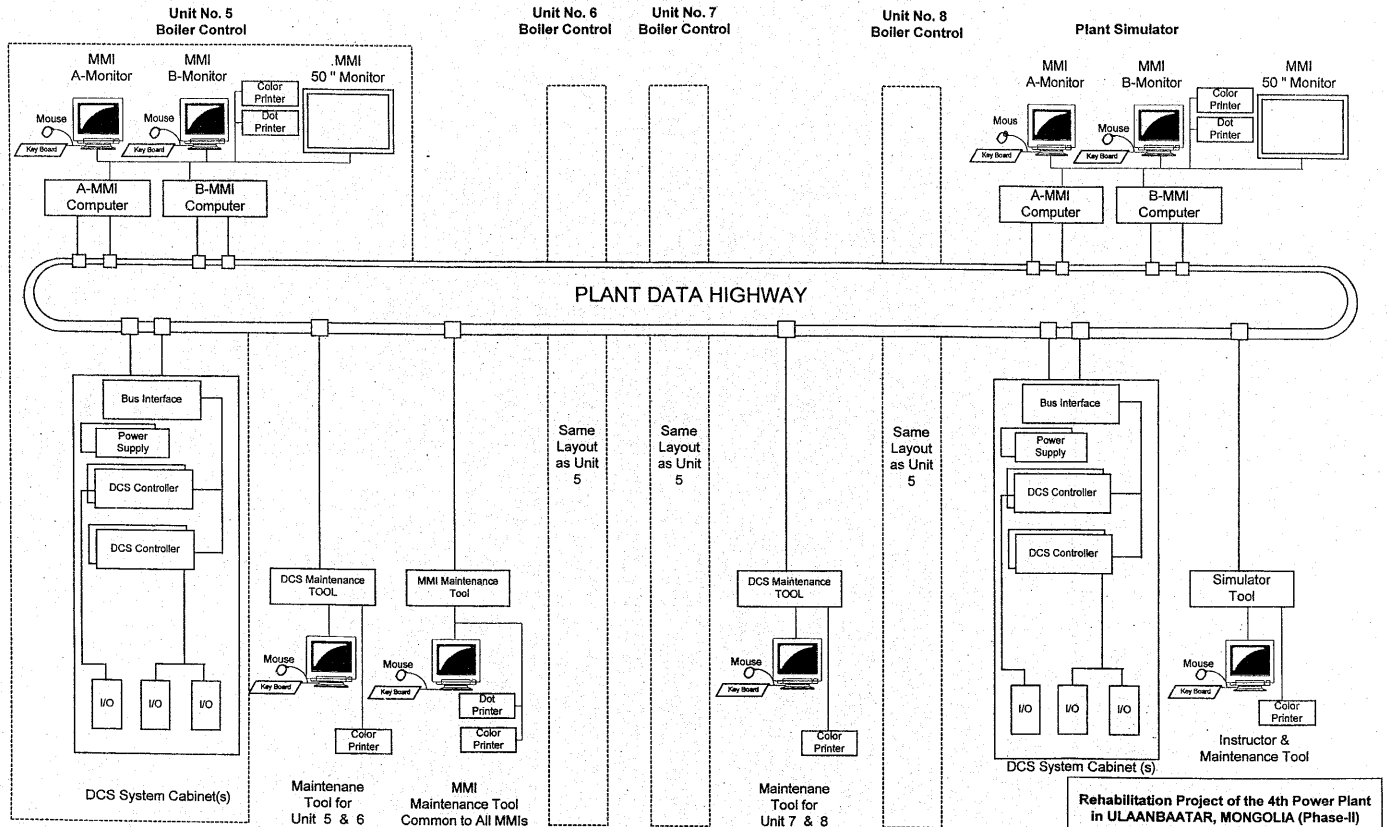 Unit No. 5
Boiler Control
Unit No. 6
Boiler Control
Unit No. 7
Boiler Control
Unit No. 8
Boiler Control
Plant Simulator
MMI
A-Monitor
MMI
B-Monitor
MMI
50 " Monitor
Color
Printer
Dot
Printer
Mouse
Key Board
Mouse
Key Board
A-MMI
Computer
B-MMI
Computer
MMI
A-Monitor
MMI
B-Monitor
MMI
50 " Monitor
Color
Printer
Dot
Printer
Mous
Key Board
Mouse
Key Board
A-MMI
Computer
B-MMI
Computer
PLANT DATA HIGHWAY
Bus Interface
Power
Supply
DCS Controller
DCS Controller
I/O
I/O
I/O
DCS System Cabinet(s)
DCS Maintenance
TOOL
Mouse
Key Board
Color
Printer
Maintenane
Tool for
Unit 5 & 6
MMI Maintenance
Tool
Mouse
Key Board
Dot
Printer
Color
Printer
MMI
Maintenance Tool
Common to All MMIs
Same
Layout
as Unit
5
Same
Layout
as Unit
5
DCS Maintenance
TOOL
Mouse
Key Board
Color
Printer
Maintenane
Tool for
Unit 7 & 8
Same
Layout
as Unit
5
Bus Interface
Power
Supply
DCS Controller
DCS Controller
I/O
I/O
I/O
DCS System Cabinet (s)
Simulator
Tool
Mouse
Key Board
Color
Printer
Instructor &
Maintenance Tool
Rehabilitation Project of the 4th Power Plant
in ULAANBAATAR, MONGOLIA (Phase-II)